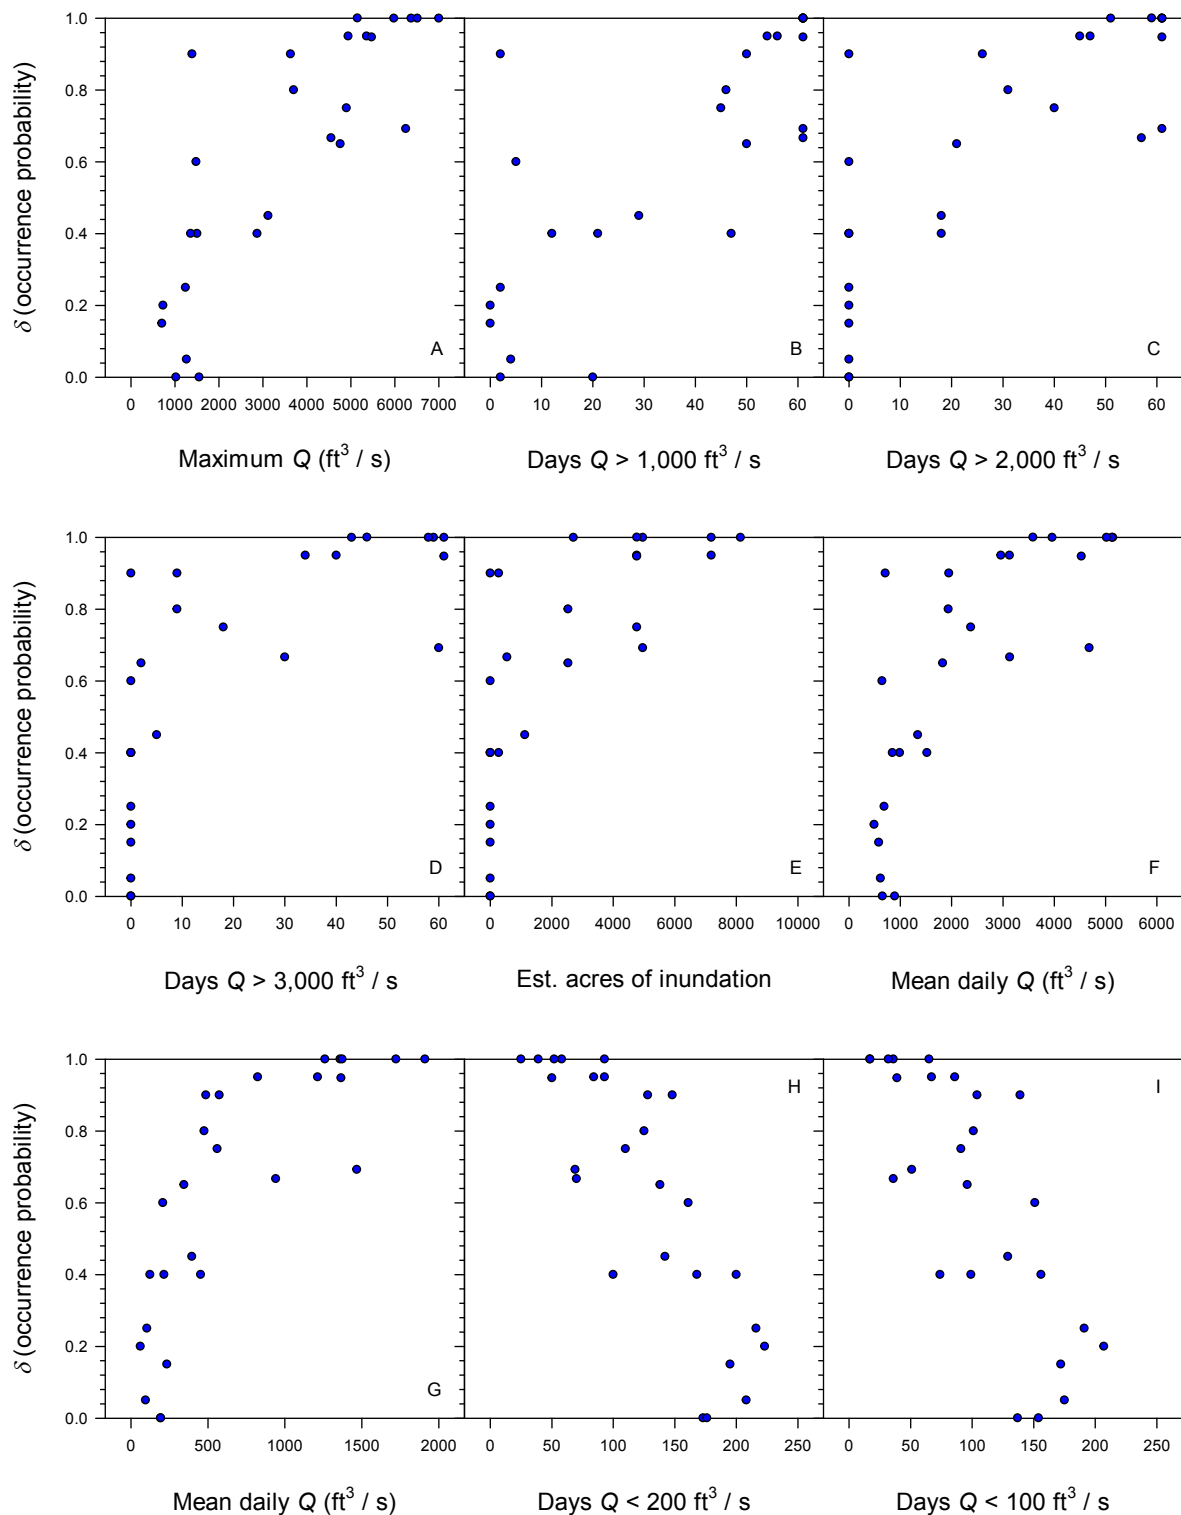 1.0
0.8
0.6
0.4
0.2
0.0
δ (occurrence probability)
A
B
C
0 1000 2000 3000 4000 5000 6000 7000
0 10 20 30 40 50 60
0 10 20 30 40 50 60
Maximum Q (ft³ / s)
Days Q > 1,000 ft³ / s
Days Q > 2,000 ft³ / s
1.0
0.8
0.6
0.4
0.2
0.0
δ (occurrence probability)
D
E
F
0 10 20 30 40 50 60
0 2000 4000 6000 8000 10000
0 1000 2000 3000 4000 5000 6000
Days Q > 3,000 ft³ / s
Est. acres of inundation
Mean daily Q (ft³ / s)
1.0
0.8
0.6
0.4
0.2
0.0
δ (occurrence probability)
G
H
I
0 500 1000 1500 2000
0 50 100 150 200 250
0 50 100 150 200 250
Mean daily Q (ft³ / s)
Days Q < 200 ft³ / s
Days Q < 100 ft³ / s